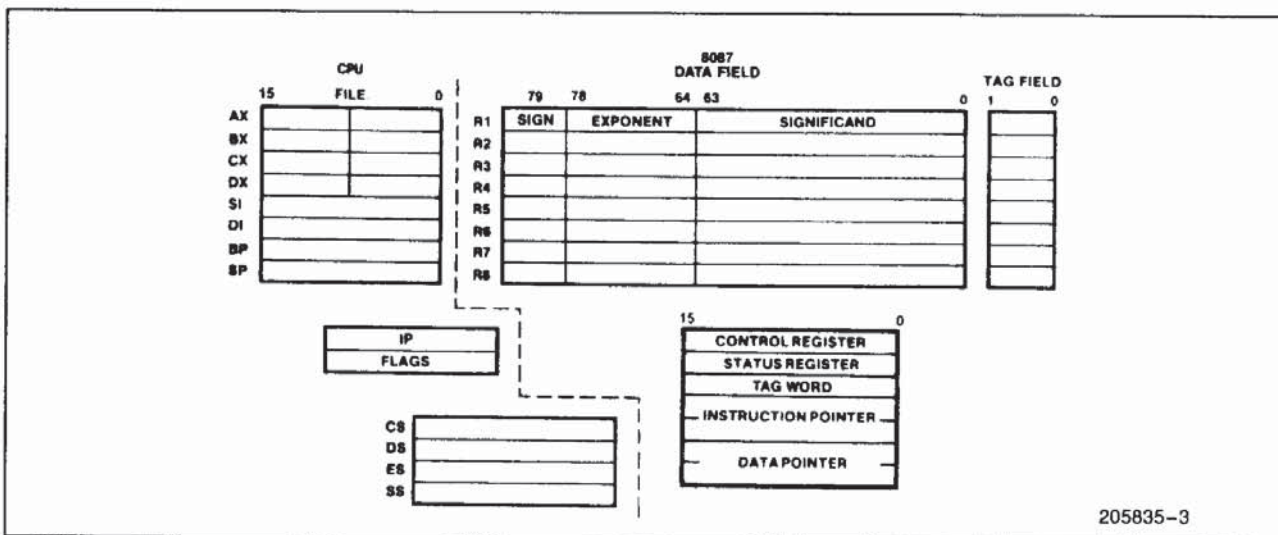 CPU
FILE
15 0
AX
BX
CX
DX
SI
DI
BP
SP
8087
DATA FIELD
79 78 64 63 0
R1 SIGN EXPONENT SIGNIFICAND
R2
R3
R4
R5
R6
R7
R8
TAG FIELD
1 0
IP
FLAGS
CS
DS
ES
SS
15 0
CONTROL REGISTER
STATUS REGISTER
TAG WORD
INSTRUCTION POINTER
DATA POINTER
205835-3